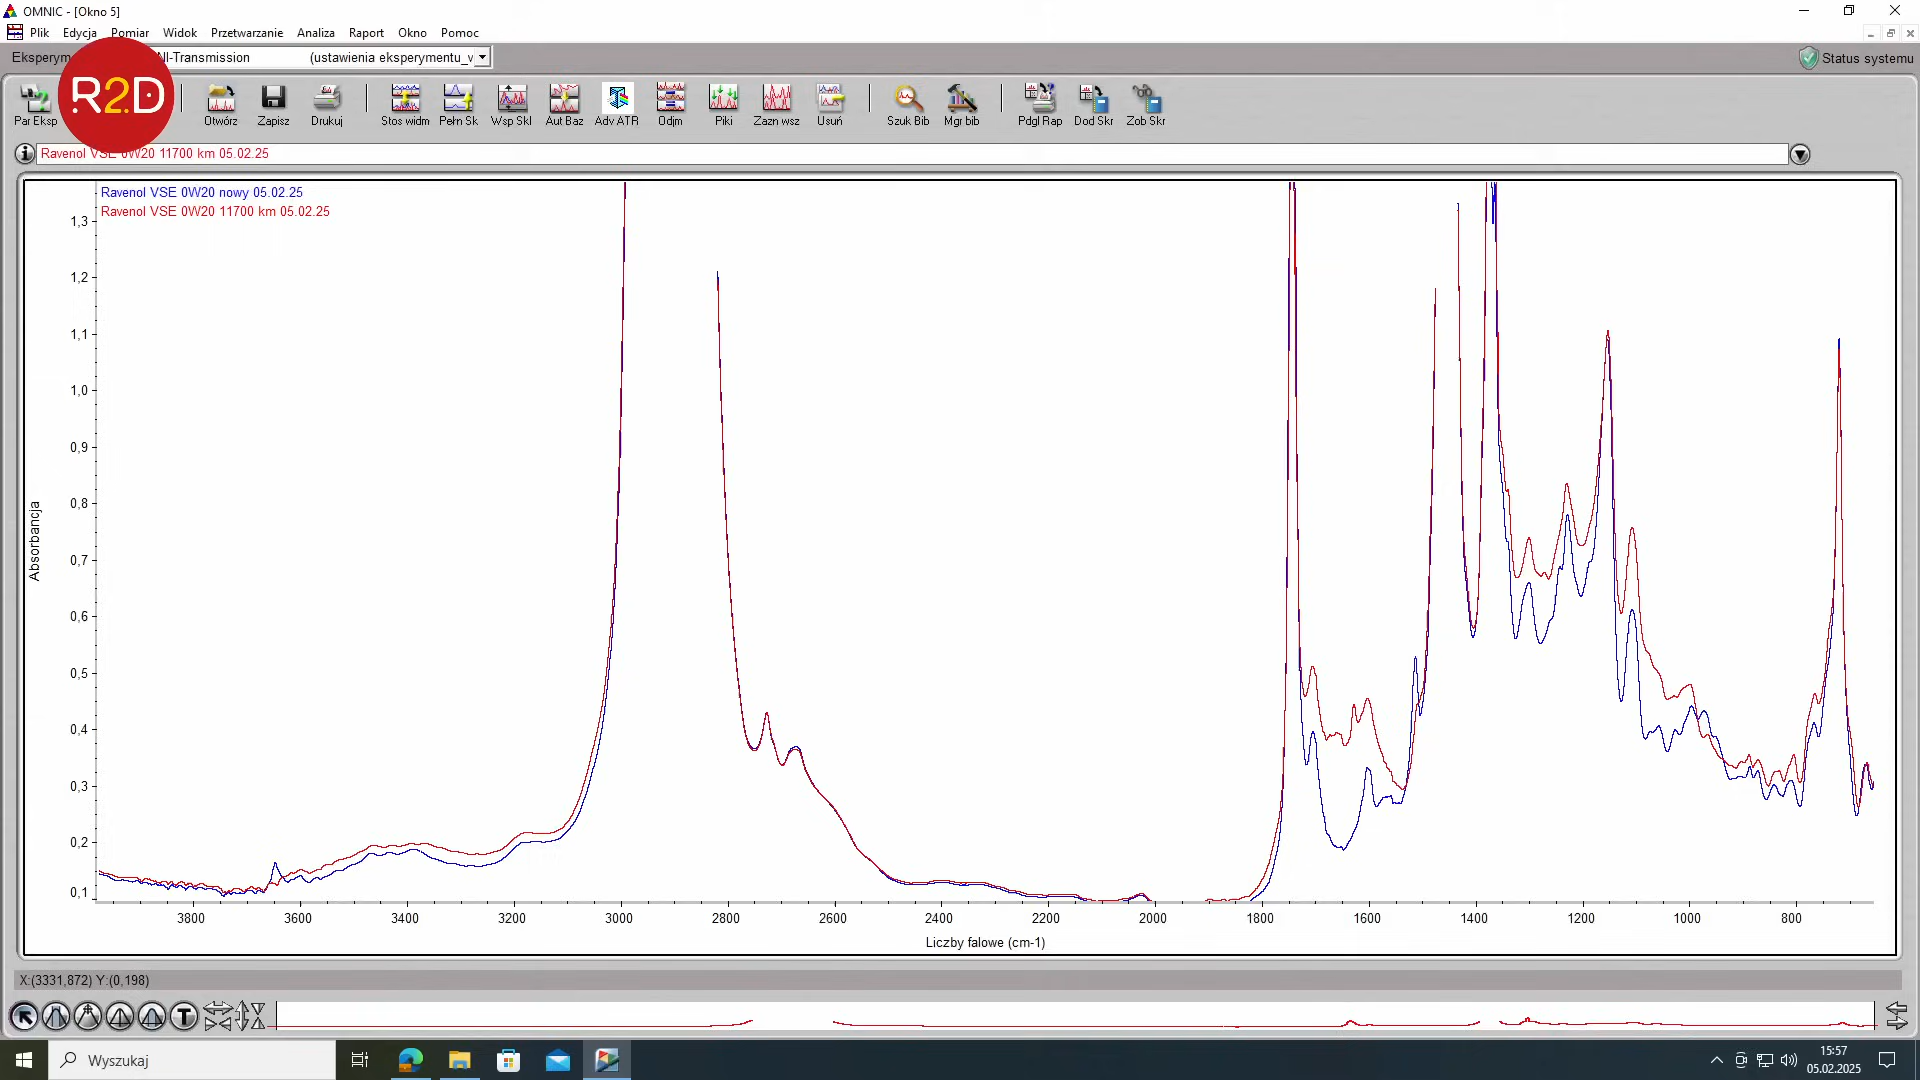 OMNIC - [Okno 5]
Plik Edycja Pomiar Widok Przetwarzanie Analiza Raport Okno Pomoc
NI-Transmission (ustawienia eksperymentu_v
Status systemu
R2D
Par Eksp Otwórz Zapisz Drukuj Stos widm Pełn Sk Wsp Skl Aut Baz Adv ATR Odjm Piki Zazn wsz Usuń Szuk Bib Mgr bib Pdgl Rap Dod Skr Zob Skr
Ravenol VSE 0W20 11700 km 05.02.25
Ravenol VSE 0W20 nowy 05.02.25
Ravenol VSE 0W20 11700 km 05.02.25
1,3
1,2
1,1
1,0
0,9
0,8
0,7
0,6
0,5
0,4
0,3
0,2
0,1
Absorbancja
3800 3600 3400 3200 3000 2800 2600 2400 2200 2000 1800 1600 1400 1200 1000 800
Liczby falowe (cm-1)
X:(3331,872) Y:(0,198)
T
Wyszukaj
15:57
05.02.2025